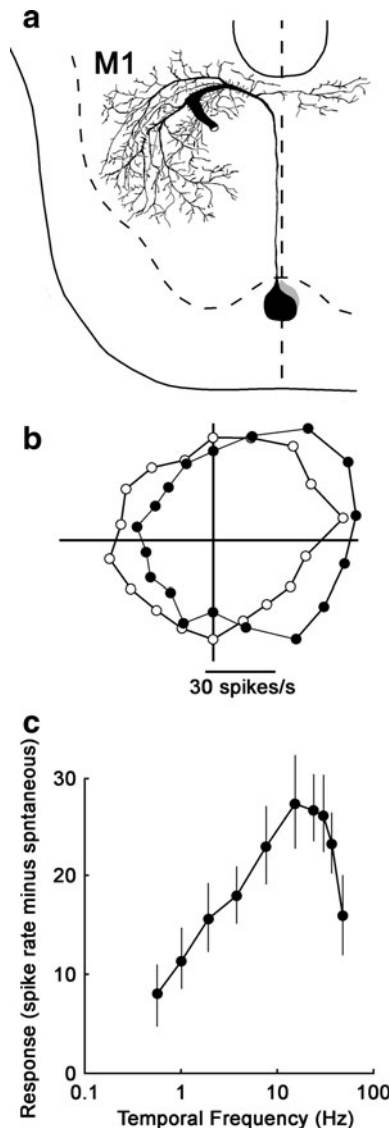 a
M1
b
30 spikes/s
c
Response (spike rate minus spntaneous)
30
20
10
0
0.1
1
10
100
Temporal Frequency (Hz)